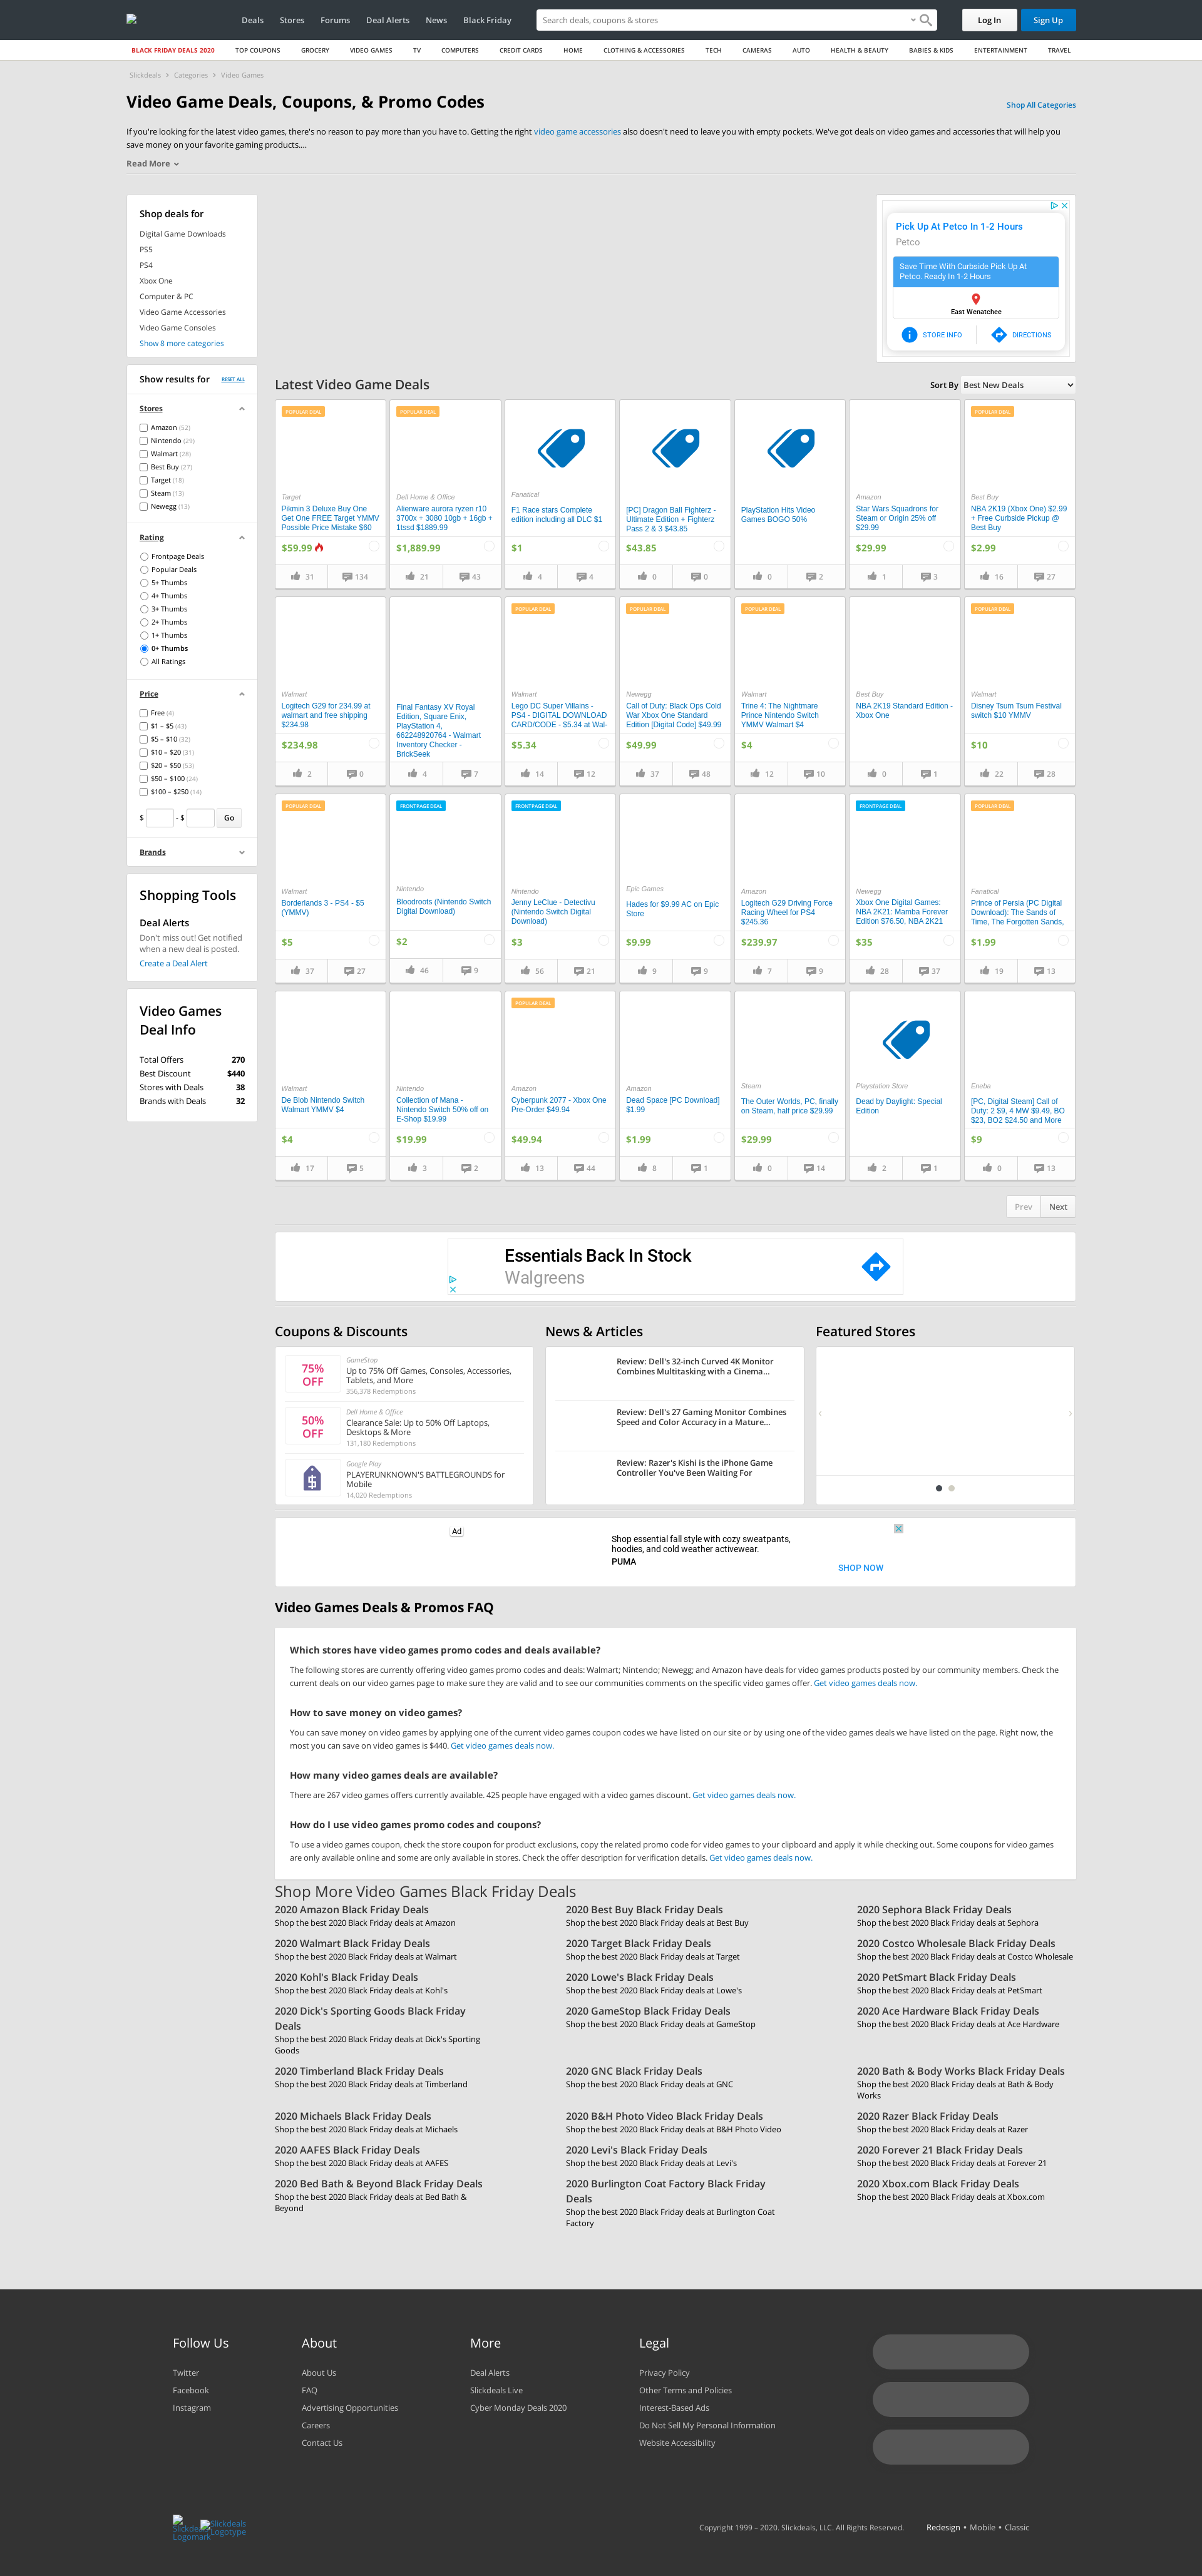 Deals Stores Forums Deal Alerts News Black Friday Search deals, coupons & stores Log In Sign Up
BLACK FRIDAY DEALS 2020 TOP COUPONS GROCERY VIDEO GAMES TV COMPUTERS CREDIT CARDS HOME CLOTHING & ACCESSORIES TECH CAMERAS AUTO HEALTH & BEAUTY BABIES & KIDS ENTERTAINMENT TRAVEL
Slickdeals › Categories › Video Games
Video Game Deals, Coupons, & Promo Codes
Shop All Categories
If you're looking for the latest video games, there's no reason to pay more than you have to. Getting the right video game accessories also doesn't need to leave you with empty pockets. We've got deals on video games and accessories that will help you
save money on your favorite gaming products....
Read More
Shop deals for
Digital Game Downloads
PS5
PS4
Xbox One
Computer & PC
Video Game Accessories
Video Game Consoles
Show 8 more categories
Pick Up At Petco In 1-2 Hours
Petco
Save Time With Curbside Pick Up At
Petco. Ready In 1-2 Hours
East Wenatchee
STORE INFO DIRECTIONS
Show results for RESET ALL
Stores
Amazon (52)
Nintendo (29)
Walmart (28)
Best Buy (27)
Target (18)
Steam (13)
Newegg (13)
Rating
Frontpage Deals
Popular Deals
5+ Thumbs
4+ Thumbs
3+ Thumbs
2+ Thumbs
1+ Thumbs
0+ Thumbs
All Ratings
Price
Free (4)
$1 – $5 (43)
$5 – $10 (32)
$10 – $20 (31)
$20 – $50 (53)
$50 – $100 (24)
$100 – $250 (14)
$ - $ Go
Brands
Shopping Tools
Deal Alerts
Don't miss out! Get notified
when a new deal is posted.
Create a Deal Alert
Video Games
Deal Info
Total Offers 270
Best Discount $440
Stores with Deals 38
Brands with Deals 32
Latest Video Game Deals
Sort By Best New Deals
POPULAR DEAL
Target
Pikmin 3 Deluxe Buy One
Get One FREE Target YMMV
Possible Price Mistake $60
$59.99
31 134
POPULAR DEAL
Dell Home & Office
Alienware aurora ryzen r10
3700x + 3080 10gb + 16gb +
1tssd $1889.99
$1,889.99
21 43
Fanatical
F1 Race stars Complete
edition including all DLC $1
$1
4 4
[PC] Dragon Ball Fighterz -
Ultimate Edition + Fighterz
Pass 2 & 3 $43.85
$43.85
0 0
PlayStation Hits Video
Games BOGO 50%
0 2
Amazon
Star Wars Squadrons for
Steam or Origin 25% off
$29.99
$29.99
1 3
POPULAR DEAL
Best Buy
NBA 2K19 (Xbox One) $2.99
+ Free Curbside Pickup @
Best Buy
$2.99
16 27
Walmart
Logitech G29 for 234.99 at
walmart and free shipping
$234.98
$234.98
2 0
Final Fantasy XV Royal
Edition, Square Enix,
PlayStation 4,
662248920764 - Walmart
Inventory Checker -
BrickSeek
4 7
POPULAR DEAL
Walmart
Lego DC Super Villains -
PS4 - DIGITAL DOWNLOAD
CARD/CODE - $5.34 at Wal-
$5.34
14 12
POPULAR DEAL
Newegg
Call of Duty: Black Ops Cold
War Xbox One Standard
Edition [Digital Code] $49.99
$49.99
37 48
POPULAR DEAL
Walmart
Trine 4: The Nightmare
Prince Nintendo Switch
YMMV Walmart $4
$4
12 10
Best Buy
NBA 2K19 Standard Edition -
Xbox One
0 1
POPULAR DEAL
Walmart
Disney Tsum Tsum Festival
switch $10 YMMV
$10
22 28
POPULAR DEAL
Walmart
Borderlands 3 - PS4 - $5
(YMMV)
$5
37 27
FRONTPAGE DEAL
Nintendo
Bloodroots (Nintendo Switch
Digital Download)
$2
46 9
FRONTPAGE DEAL
Nintendo
Jenny LeClue - Detectivu
(Nintendo Switch Digital
Download)
$3
56 21
Epic Games
Hades for $9.99 AC on Epic
Store
$9.99
9 9
Amazon
Logitech G29 Driving Force
Racing Wheel for PS4
$245.36
$239.97
7 9
FRONTPAGE DEAL
Newegg
Xbox One Digital Games:
NBA 2K21: Mamba Forever
Edition $76.50, NBA 2K21
$35
28 37
POPULAR DEAL
Fanatical
Prince of Persia (PC Digital
Download): The Sands of
Time, The Forgotten Sands,
$1.99
19 13
Walmart
De Blob Nintendo Switch
Walmart YMMV $4
$4
17 5
Nintendo
Collection of Mana -
Nintendo Switch 50% off on
E-Shop $19.99
$19.99
3 2
POPULAR DEAL
Amazon
Cyberpunk 2077 - Xbox One
Pre-Order $49.94
$49.94
13 44
Amazon
Dead Space [PC Download]
$1.99
$1.99
8 1
Steam
The Outer Worlds, PC, finally
on Steam, half price $29.99
$29.99
0 14
Playstation Store
Dead by Daylight: Special
Edition
2 1
Eneba
[PC, Digital Steam] Call of
Duty: 2 $9, 4 MW $9.49, BO
$23, BO2 $24.50 and More
$9
0 13
Prev Next
Essentials Back In Stock
Walgreens
Coupons & Discounts
75%
OFF
GameStop
Up to 75% Off Games, Consoles, Accessories,
Tablets, and More
356,378 Redemptions
50%
OFF
Dell Home & Office
Clearance Sale: Up to 50% Off Laptops,
Desktops & More
131,180 Redemptions
Google Play
PLAYERUNKNOWN'S BATTLEGROUNDS for
Mobile
14,020 Redemptions
News & Articles
Review: Dell's 32-inch Curved 4K Monitor
Combines Multitasking with a Cinema...
Review: Dell's 27 Gaming Monitor Combines
Speed and Color Accuracy in a Mature...
Review: Razer's Kishi is the iPhone Game
Controller You've Been Waiting For
Featured Stores
Ad
Shop essential fall style with cozy sweatpants,
hoodies, and cold weather activewear.
PUMA
SHOP NOW
Video Games Deals & Promos FAQ
Which stores have video games promo codes and deals available?
The following stores are currently offering video games promo codes and deals: Walmart; Nintendo; Newegg; and Amazon have deals for video games products posted by our community members. Check the
current deals on our video games page to make sure they are valid and to see our communities comments on the specific video games offer. Get video games deals now.
How to save money on video games?
You can save money on video games by applying one of the current video games coupon codes we have listed on our site or by using one of the video games deals we have listed on the page. Right now, the
most you can save on video games is $440. Get video games deals now.
How many video games deals are available?
There are 267 video games offers currently available. 425 people have engaged with a video games discount. Get video games deals now.
How do I use video games promo codes and coupons?
To use a video games coupon, check the store coupon for product exclusions, copy the related promo code for video games to your clipboard and apply it while checking out. Some coupons for video games
are only available online and some are only available in stores. Check the offer description for verification details. Get video games deals now.
Shop More Video Games Black Friday Deals
2020 Amazon Black Friday Deals
Shop the best 2020 Black Friday deals at Amazon
2020 Best Buy Black Friday Deals
Shop the best 2020 Black Friday deals at Best Buy
2020 Sephora Black Friday Deals
Shop the best 2020 Black Friday deals at Sephora
2020 Walmart Black Friday Deals
Shop the best 2020 Black Friday deals at Walmart
2020 Target Black Friday Deals
Shop the best 2020 Black Friday deals at Target
2020 Costco Wholesale Black Friday Deals
Shop the best 2020 Black Friday deals at Costco Wholesale
2020 Kohl's Black Friday Deals
Shop the best 2020 Black Friday deals at Kohl's
2020 Lowe's Black Friday Deals
Shop the best 2020 Black Friday deals at Lowe's
2020 PetSmart Black Friday Deals
Shop the best 2020 Black Friday deals at PetSmart
2020 Dick's Sporting Goods Black Friday
Deals
Shop the best 2020 Black Friday deals at Dick's Sporting
Goods
2020 GameStop Black Friday Deals
Shop the best 2020 Black Friday deals at GameStop
2020 Ace Hardware Black Friday Deals
Shop the best 2020 Black Friday deals at Ace Hardware
2020 Timberland Black Friday Deals
Shop the best 2020 Black Friday deals at Timberland
2020 GNC Black Friday Deals
Shop the best 2020 Black Friday deals at GNC
2020 Bath & Body Works Black Friday Deals
Shop the best 2020 Black Friday deals at Bath & Body
Works
2020 Michaels Black Friday Deals
Shop the best 2020 Black Friday deals at Michaels
2020 B&H Photo Video Black Friday Deals
Shop the best 2020 Black Friday deals at B&H Photo Video
2020 Razer Black Friday Deals
Shop the best 2020 Black Friday deals at Razer
2020 AAFES Black Friday Deals
Shop the best 2020 Black Friday deals at AAFES
2020 Levi's Black Friday Deals
Shop the best 2020 Black Friday deals at Levi's
2020 Forever 21 Black Friday Deals
Shop the best 2020 Black Friday deals at Forever 21
2020 Bed Bath & Beyond Black Friday Deals
Shop the best 2020 Black Friday deals at Bed Bath &
Beyond
2020 Burlington Coat Factory Black Friday
Deals
Shop the best 2020 Black Friday deals at Burlington Coat
Factory
2020 Xbox.com Black Friday Deals
Shop the best 2020 Black Friday deals at Xbox.com
Follow Us
Twitter
Facebook
Instagram
About
About Us
FAQ
Advertising Opportunities
Careers
Contact Us
More
Deal Alerts
Slickdeals Live
Cyber Monday Deals 2020
Legal
Privacy Policy
Other Terms and Policies
Interest-Based Ads
Do Not Sell My Personal Information
Website Accessibility
Slickdeals Logomark
Slickdeals Logotype
Copyright 1999 – 2020. Slickdeals, LLC. All Rights Reserved. Redesign • Mobile • Classic